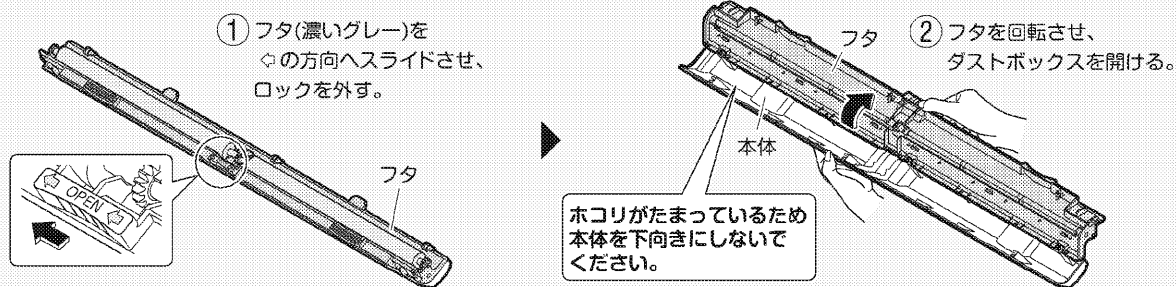 ① フタ(濃いグレー)を
⇦の方向へスライドさせ、
ロックを外す。
フタ
OPEN
② フタを回転させ、
ダストボックスを開ける。
フタ
本体
ホコリがたまっているため
本体を下向きにしないで
ください。